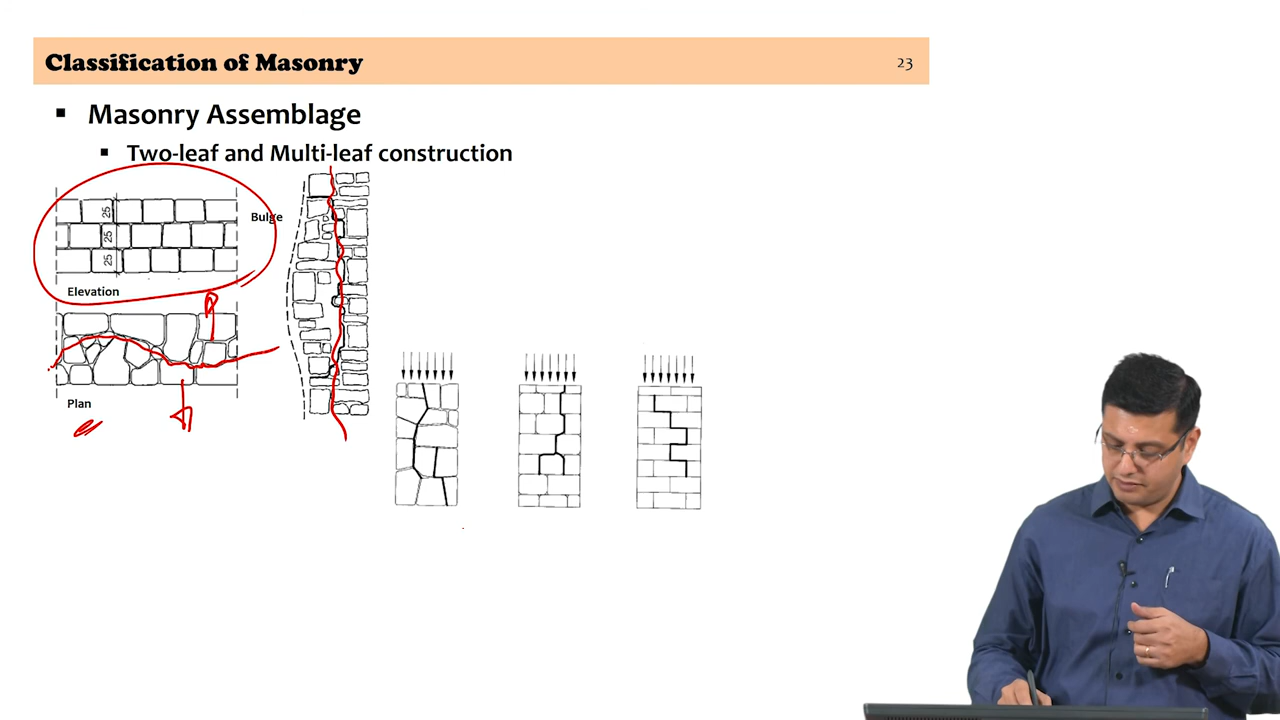 Classification of Masonry
23
Masonry Assemblage
Two-leaf and Multi-leaf construction
25
25
25
Bulge
Elevation
Plan